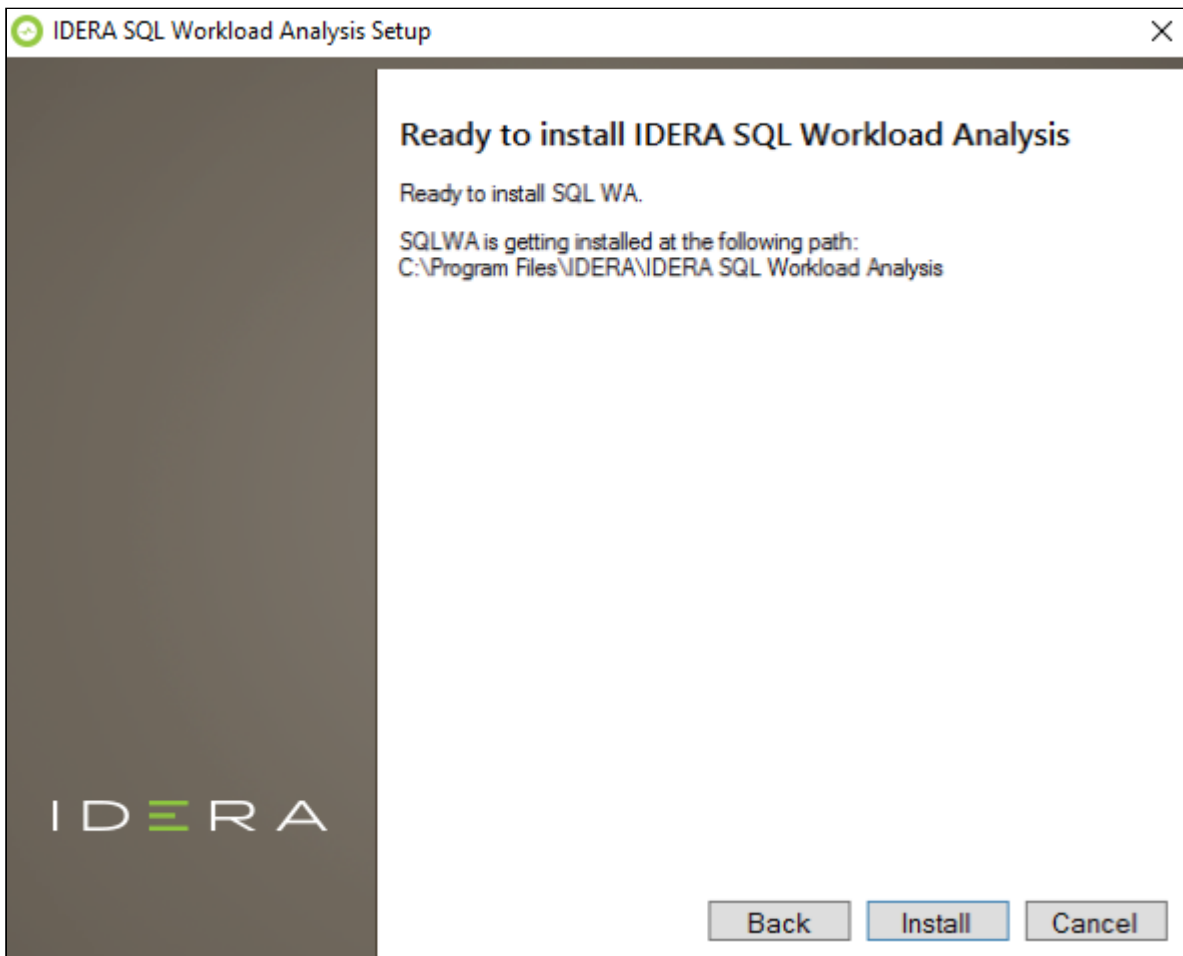 IDERA SQL Workload Analysis Setup
Ready to install IDERA SQL Workload Analysis
Ready to install SQL WA.
SQLWA is getting installed at the following path:
C:\Program Files\IDERA\IDERA SQL Workload Analysis
IDERA
Back Install Cancel